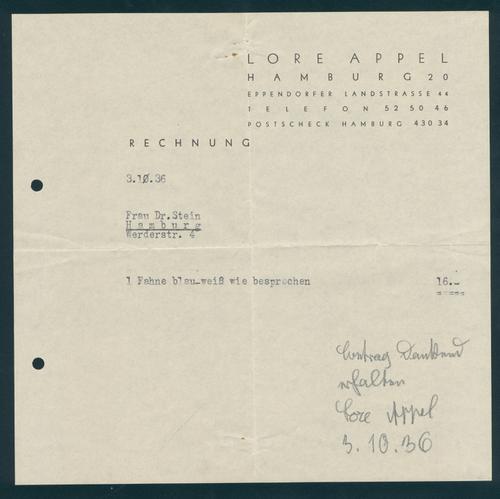 LORE APPEL
HAMBURG 20
EPPENDORFER LANDSTRASSE 44
TELEFON 52 50 46
POSTSCHECK HAMBURG 430 34
RECHNUNG
3.10.36
Frau Dr.Stein
Hamburg
Werderstr. 4
1 Fahne blau-weiß wie besprochen 16.-
Betrag dankend
erhalten
Lore Appel
3.10.36